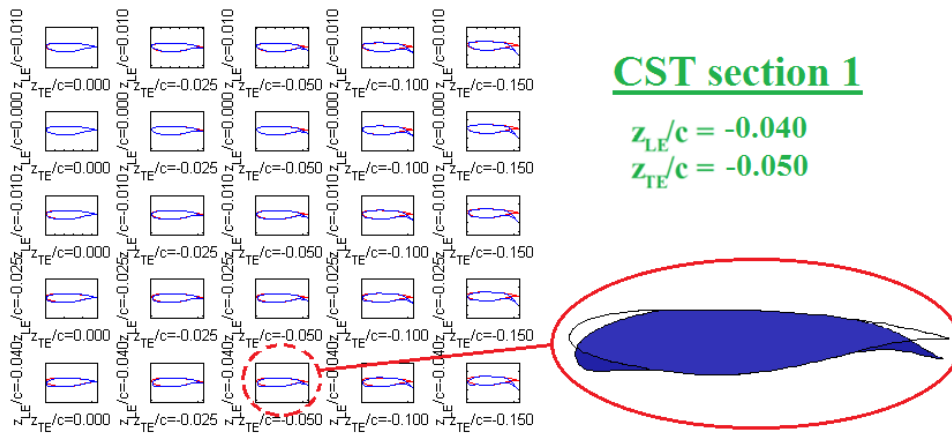 z_LE/c=0.010 z_LE/c=0.010 z_LE/c=0.010 z_LE/c=0.010 z_LE/c=0.010
z_TE/c=0.000 z_TE/c=-0.025 z_TE/c=-0.050 z_TE/c=-0.100 z_TE/c=-0.150
z_LE/c=0.000 z_LE/c=0.000 z_LE/c=0.000 z_LE/c=0.000 z_LE/c=0.000
z_TE/c=0.000 z_TE/c=-0.025 z_TE/c=-0.050 z_TE/c=-0.100 z_TE/c=-0.150
z_LE/c=-0.010 z_LE/c=-0.010 z_LE/c=-0.010 z_LE/c=-0.010 z_LE/c=-0.010
z_TE/c=0.000 z_TE/c=-0.025 z_TE/c=-0.050 z_TE/c=-0.100 z_TE/c=-0.150
z_LE/c=-0.025 z_LE/c=-0.025 z_LE/c=-0.025 z_LE/c=-0.025 z_LE/c=-0.025
z_TE/c=0.000 z_TE/c=-0.025 z_TE/c=-0.050 z_TE/c=-0.100 z_TE/c=-0.150
z_LE/c=-0.040 z_LE/c=-0.040 z_LE/c=-0.040 z_LE/c=-0.040 z_LE/c=-0.040
z_TE/c=0.000 z_TE/c=-0.025 z_TE/c=-0.050 z_TE/c=-0.100 z_TE/c=-0.150
CST section 1
z_LE/c = -0.040
z_TE/c = -0.050